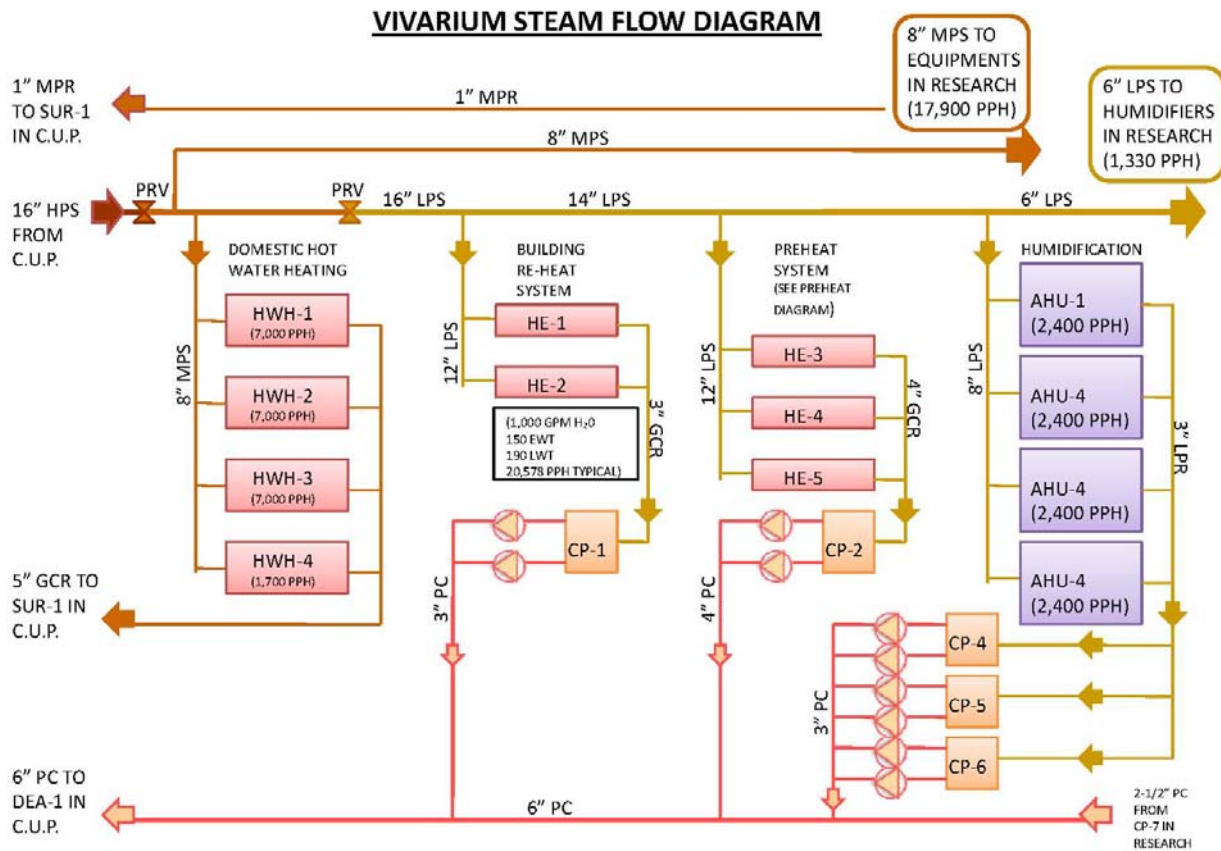 VIVARIUM STEAM FLOW DIAGRAM
8” MPS TO
EQUIPMENTS
IN RESEARCH
(17,900 PPH)
6” LPS TO
HUMIDIFIERS
IN RESEARCH
(1,330 PPH)
1” MPR
TO SUR-1
IN C.U.P.
1” MPR
8” MPS
PRV
PRV
16” HPS
FROM
C.U.P.
16” LPS
14” LPS
6” LPS
DOMESTIC HOT
WATER HEATING
BUILDING
RE-HEAT
SYSTEM
PREHEAT
SYSTEM
(SEE PREHEAT
DIAGRAM)
HUMIDIFICATION
8” MPS
HWH-1
(7,000 PPH)
HWH-2
(7,000 PPH)
HWH-3
(7,000 PPH)
HWH-4
(1,700 PPH)
12” LPS
HE-1
HE-2
(1,000 GPM H₂0
150 EWT
190 LWT
20,578 PPH TYPICAL)
3” GCR
12” LPS
HE-3
HE-4
HE-5
4” GCR
8” LPS
AHU-1
(2,400 PPH)
AHU-4
(2,400 PPH)
AHU-4
(2,400 PPH)
AHU-4
(2,400 PPH)
3” LPR
CP-1
CP-2
5” GCR TO
SUR-1 IN
C.U.P.
3” PC
4” PC
3” PC
CP-4
CP-5
CP-6
6” PC TO
DEA-1 IN
C.U.P.
6” PC
2-1/2” PC
FROM
CP-7 IN
RESEARCH